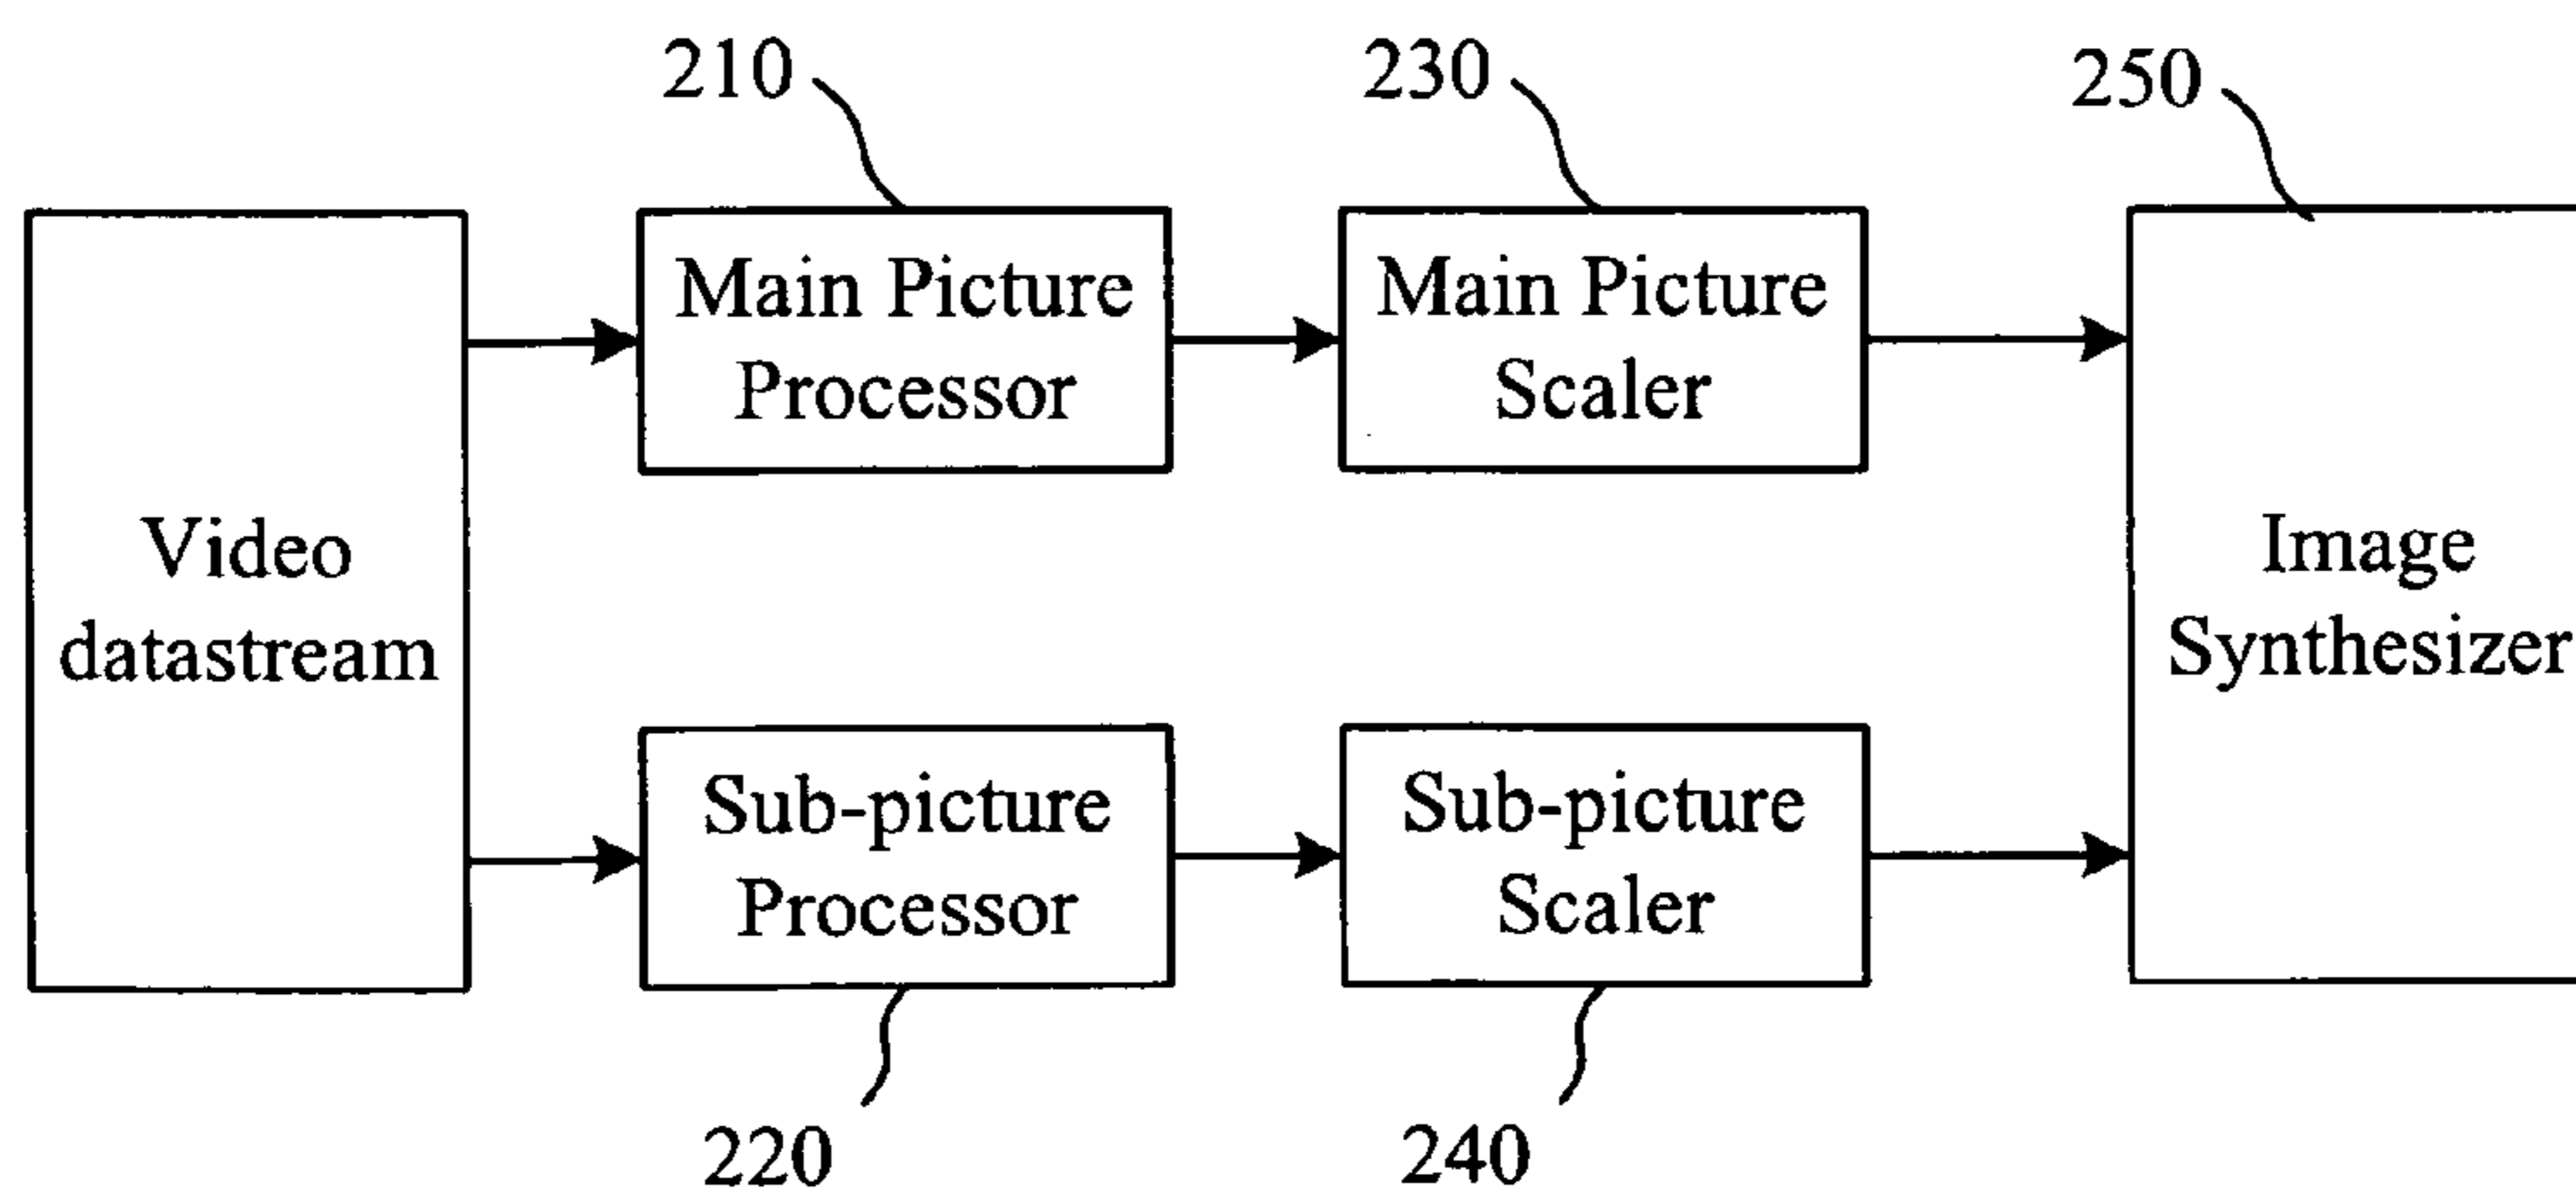 210
230
250
Main Picture
Processor
Main Picture
Scaler
Video
datastream
Image
Synthesizer
Sub-picture
Processor
Sub-picture
Scaler
220
240